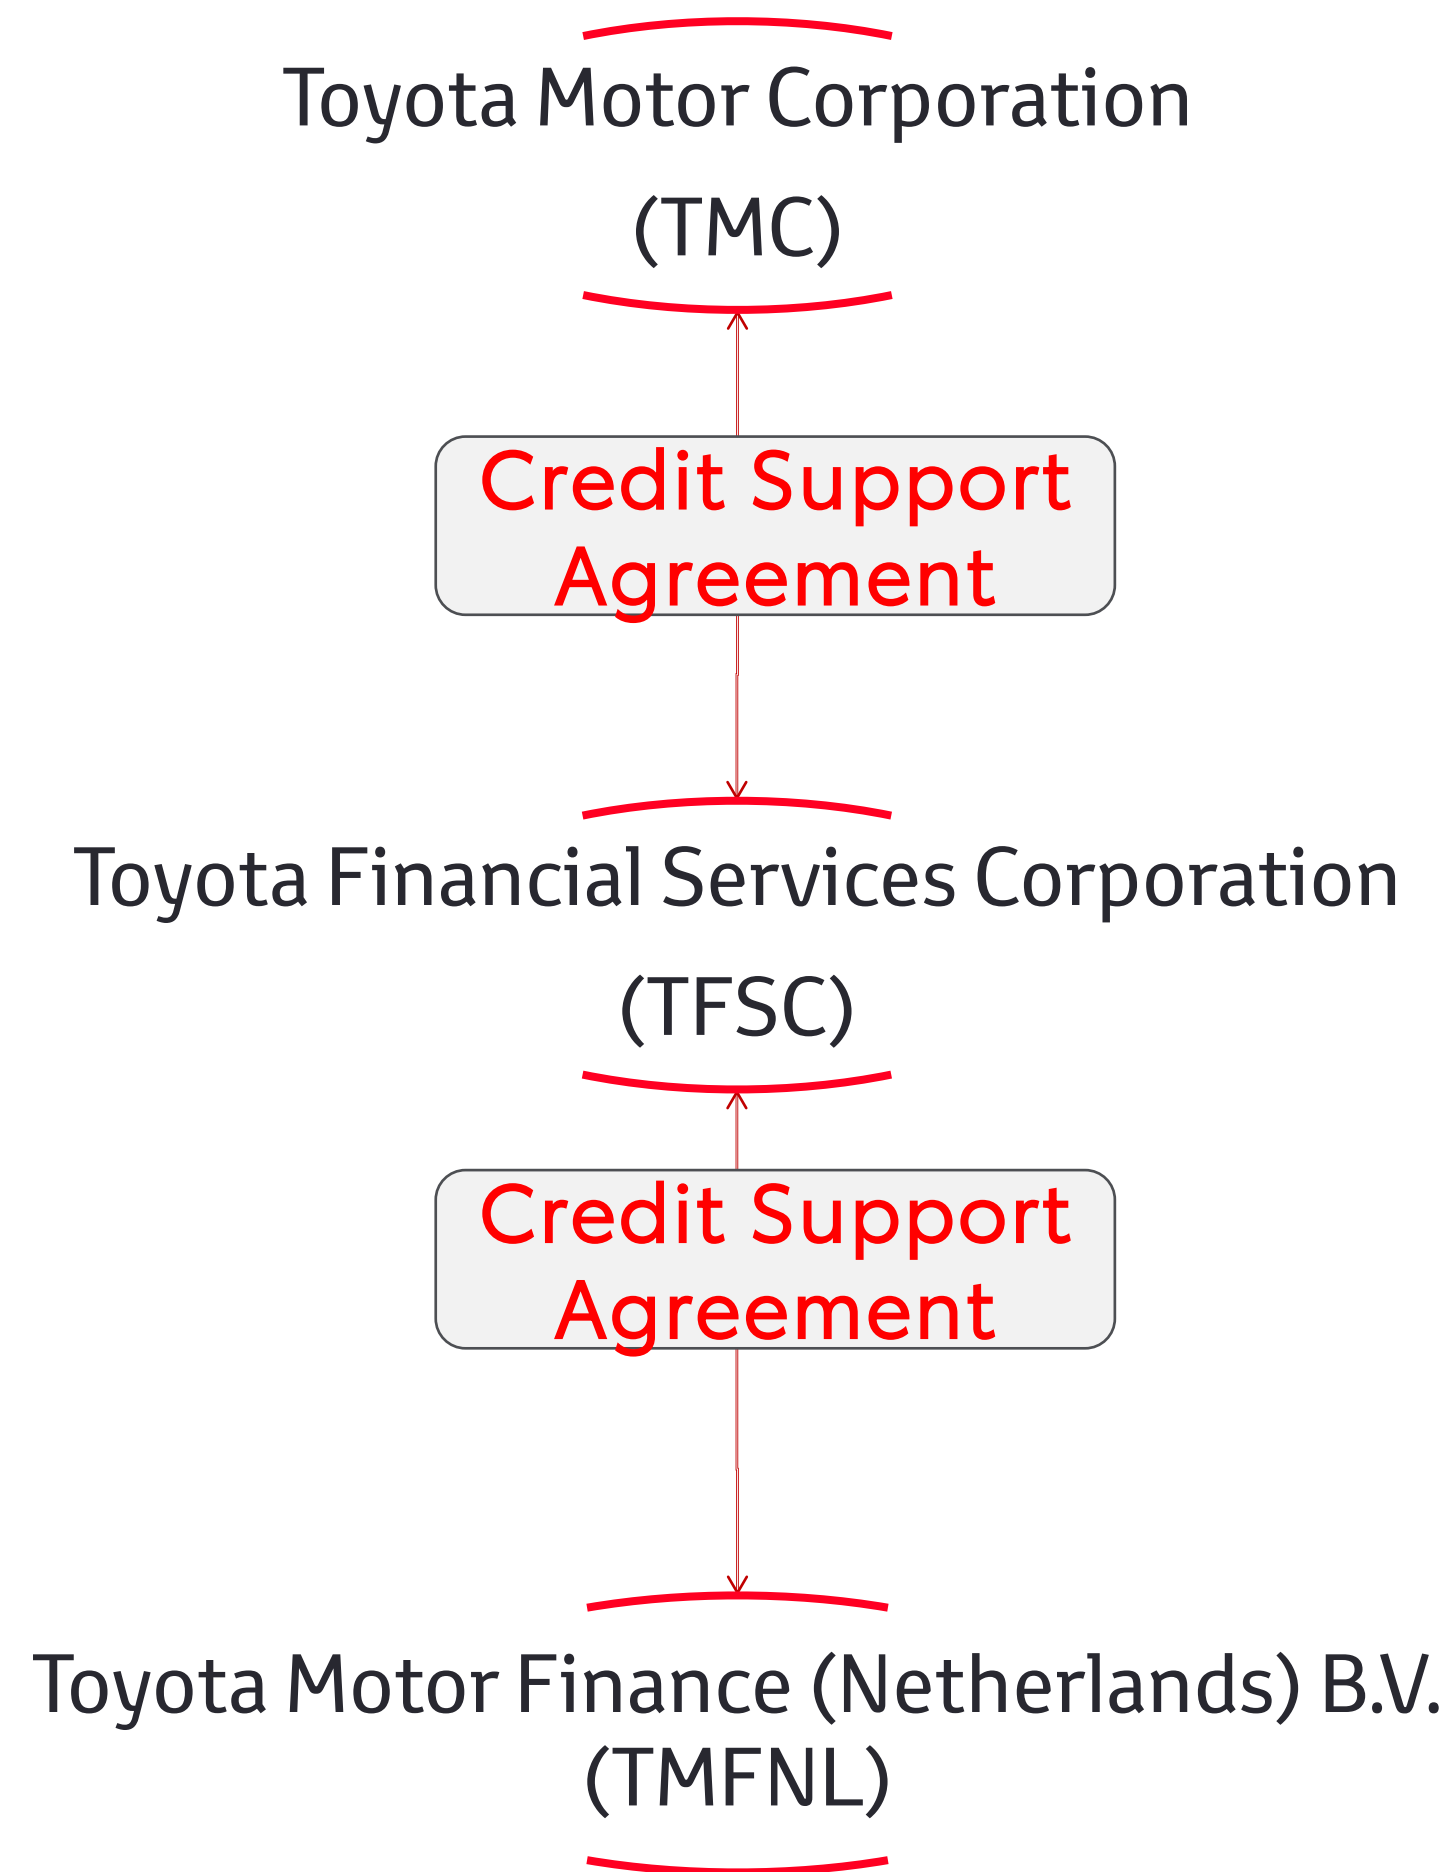 Toyota Motor Corporation
(TMC)
Credit Support
Agreement
Toyota Financial Services Corporation
(TFSC)
Credit Support
Agreement
Toyota Motor Finance (Netherlands) B.V.
(TMFNL)